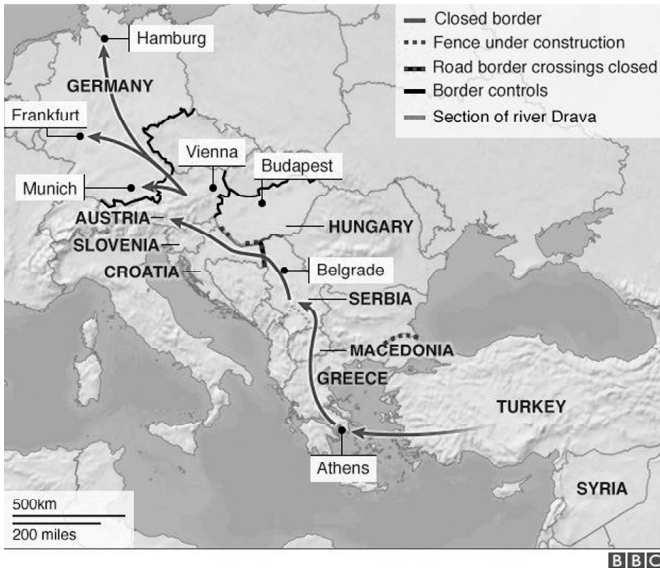 Closed border
Fence under construction
Road border crossings closed
Border controls
Section of river Drava
Hamburg
GERMANY
Frankfurt
Vienna
Budapest
Munich
AUSTRIA
HUNGARY
SLOVENIA
CROATIA
Belgrade
SERBIA
MACEDONIA
GREECE
TURKEY
Athens
SYRIA
500km
200 miles
BBC